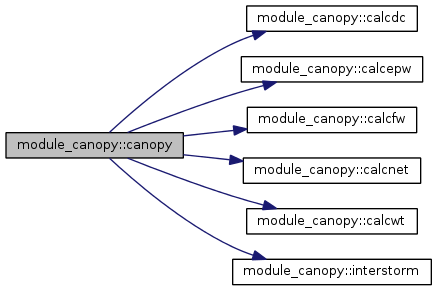 module_canopy::calcdc
module_canopy::calcepw
module_canopy::calcfw
module_canopy::canopy
module_canopy::calcnet
module_canopy::calcwt
module_canopy::interstorm